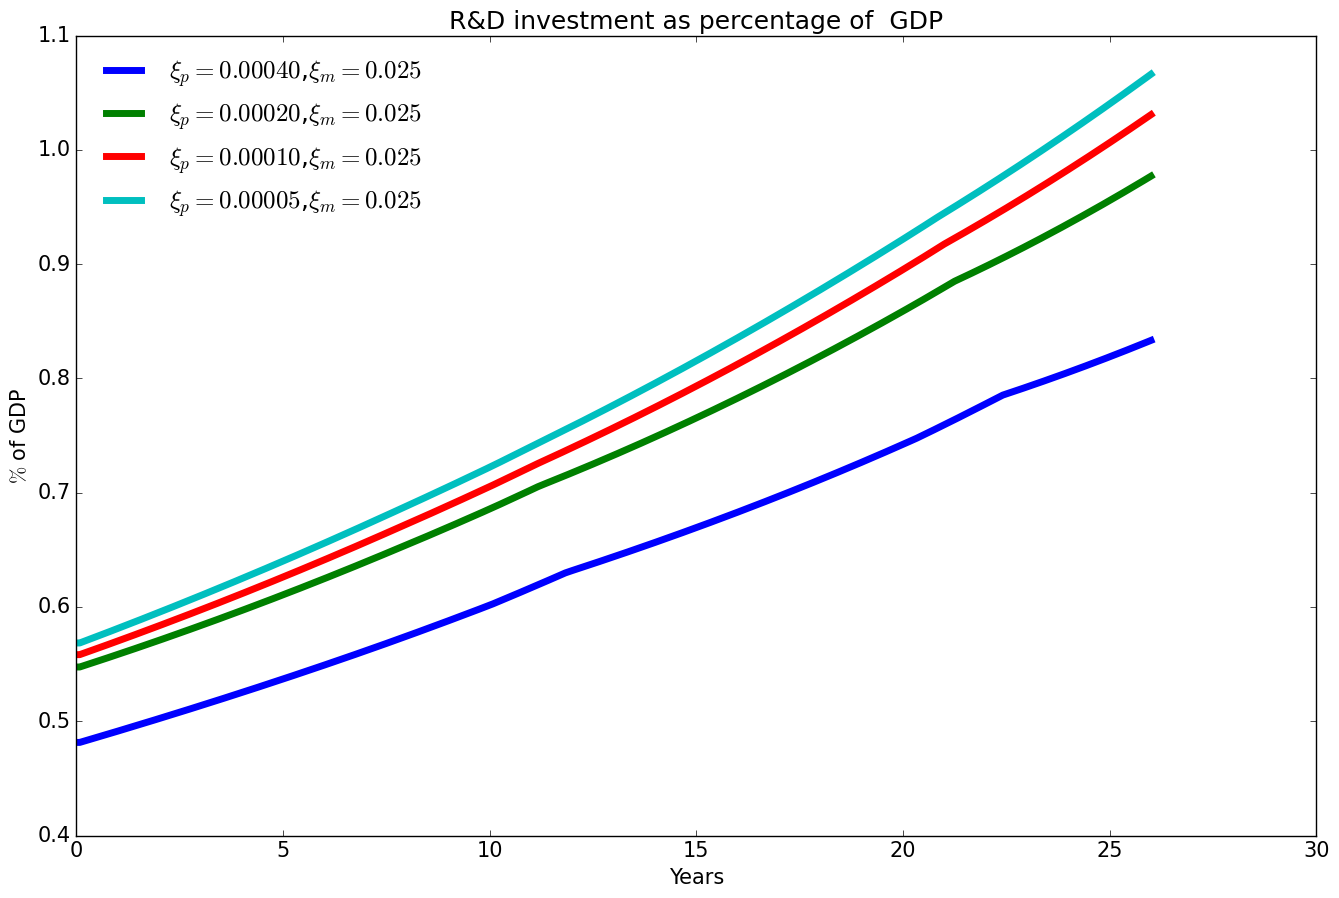 R&D investment as percentage of  GDP
ξp = 0.00040,ξm = 0.025
ξp = 0.00020,ξm = 0.025
ξp = 0.00010,ξm = 0.025
ξp = 0.00005,ξm = 0.025
1.1
1.0
0.9
0.8
0.7
0.6
0.5
0.4
% of GDP
0 5 10 15 20 25 30
Years